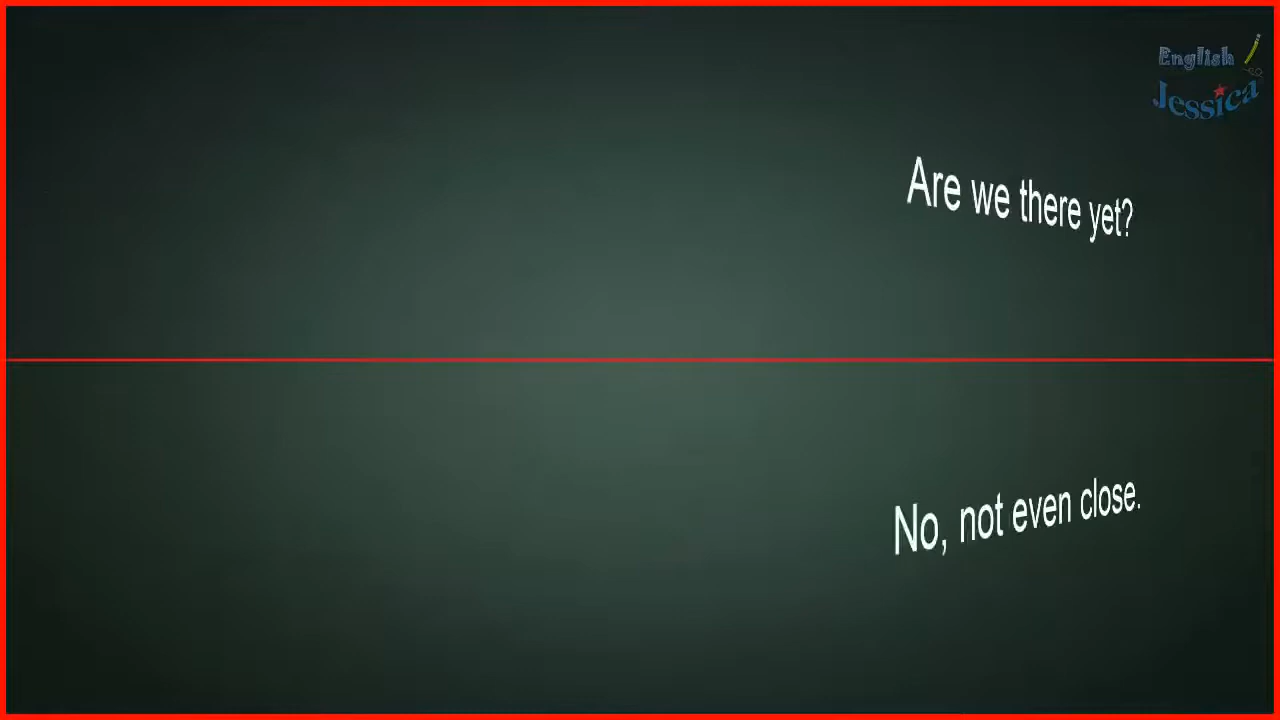 English
Jessica
Are we there yet?
No, not even close.